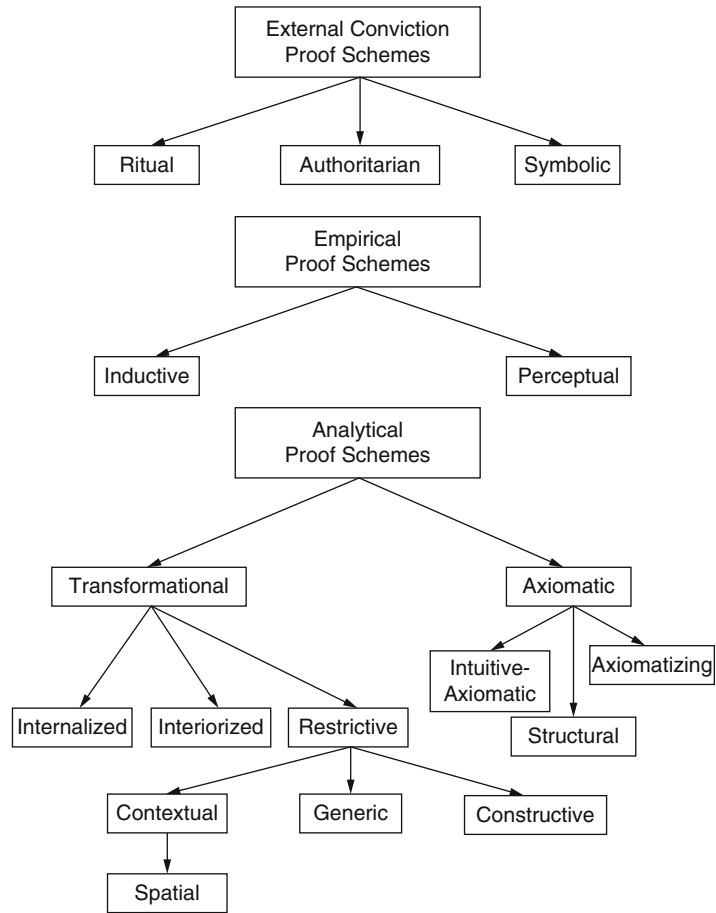 External Conviction
Proof Schemes
Ritual
Authoritarian
Symbolic
Empirical
Proof Schemes
Inductive
Perceptual
Analytical
Proof Schemes
Transformational
Axiomatic
Intuitive-
Axiomatic
Axiomatizing
Internalized
Interiorized
Restrictive
Structural
Contextual
Generic
Constructive
Spatial